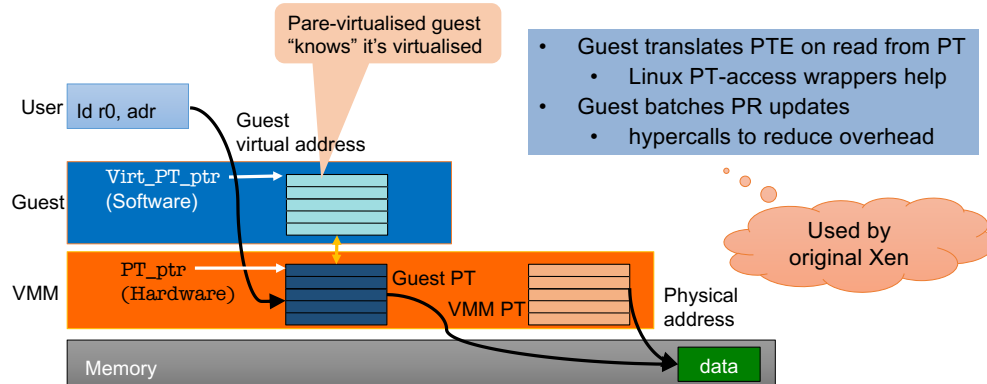 Pare-virtualised guest
“knows” it’s virtualised
• Guest translates PTE on read from PT
• Linux PT-access wrappers help
• Guest batches PR updates
• hypercalls to reduce overhead
User
ld r0, adr
Guest
virtual address
Virt_PT_ptr
(Software)
Guest
Used by
original Xen
PT_ptr
(Hardware)
VMM
Guest PT
VMM PT
Physical
address
Memory
data